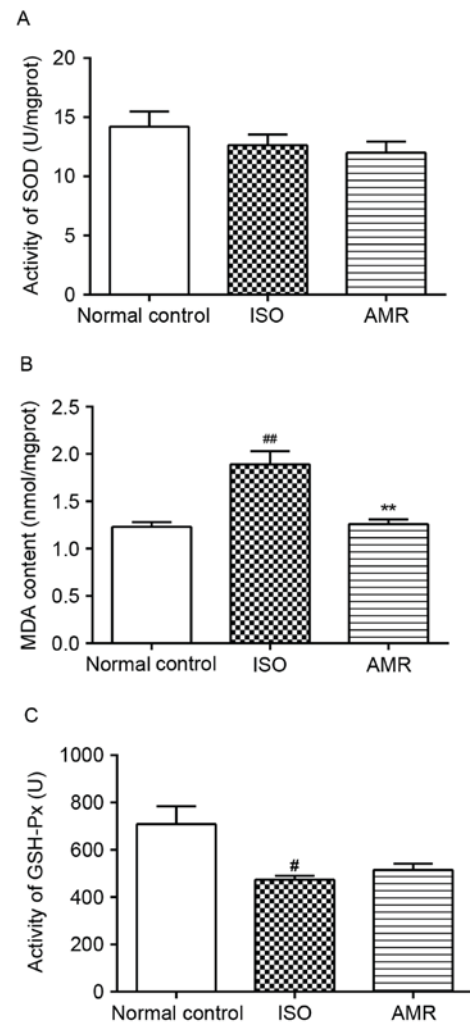 A
Activity of SOD (U/mgprot)
20
15
10
5
0
Normal control ISO AMR
B
MDA content (nmol/mgprot)
2.5
2.0
1.5
1.0
0.5
0.0
##
**
Normal control ISO AMR
C
Activity of GSH-Px (U)
1000
800
600
400
200
0
#
Normal control ISO AMR